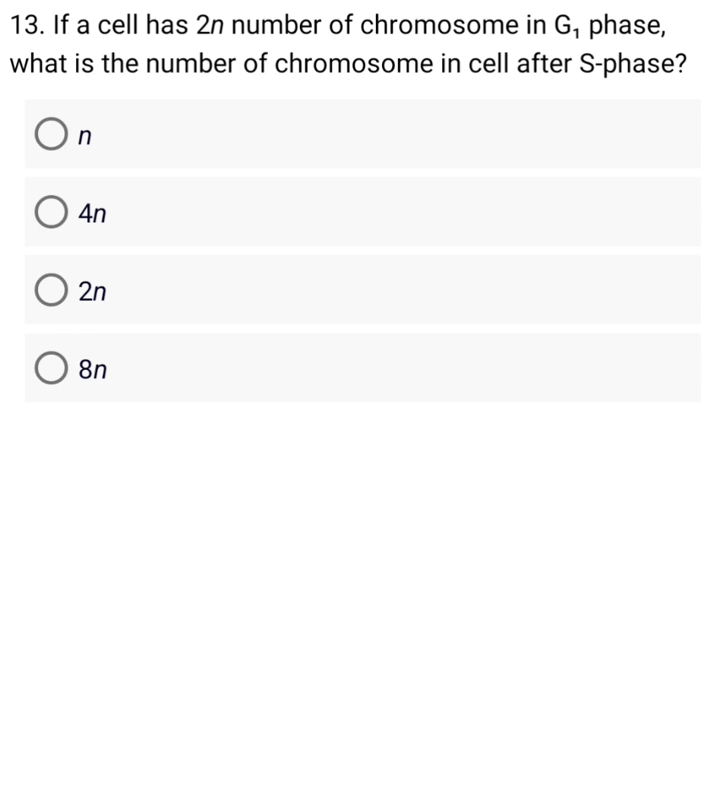 13. If a cell has 2n number of chromosome in G₁ phase,
what is the number of chromosome in cell after S-phase?
n
4n
2n
8n